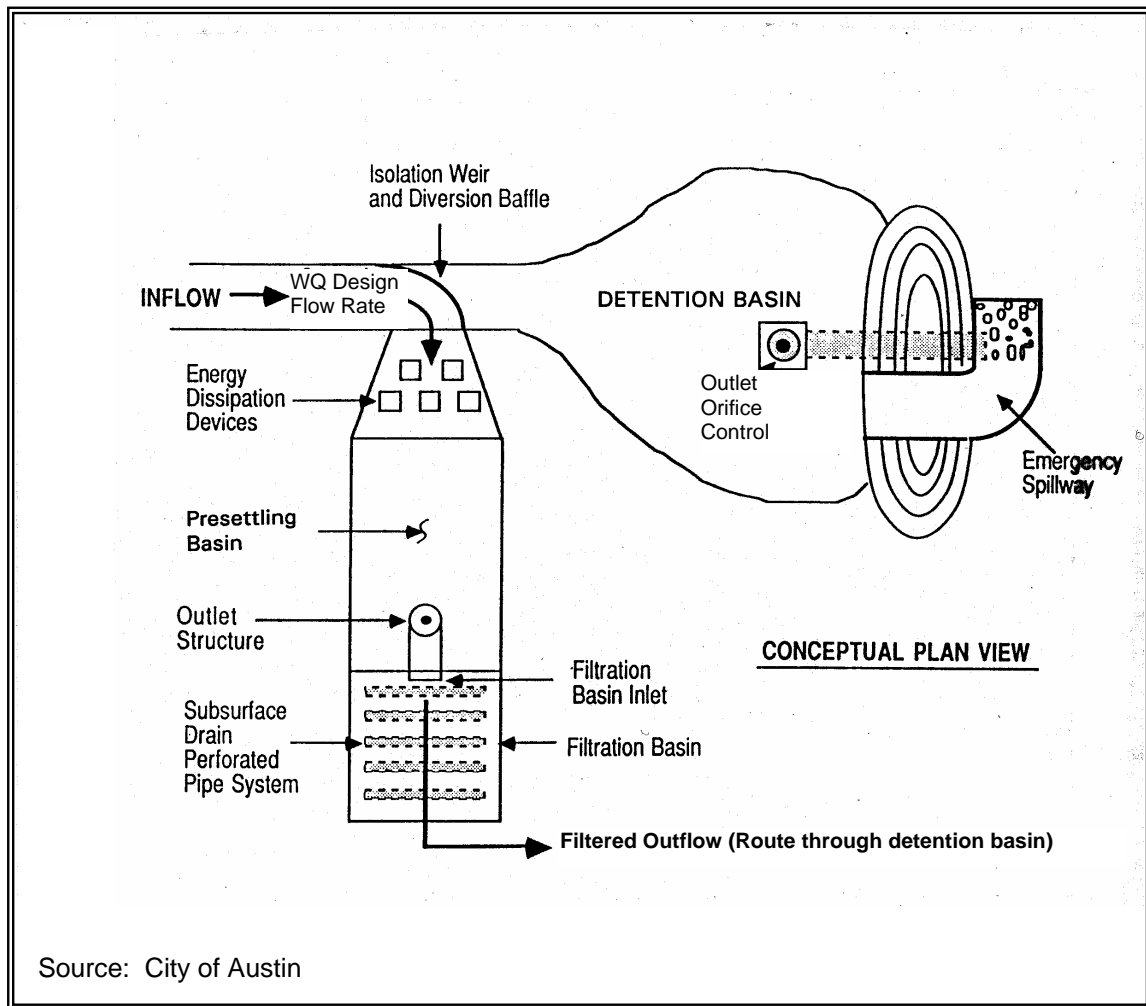 Isolation Weir
and Diversion Baffle
INFLOW
WQ Design
Flow Rate
DETENTION BASIN
Energy
Dissipation
Devices
Outlet
Orifice
Control
Emergency
Spillway
Presettling
Basin
Outlet
Structure
CONCEPTUAL PLAN VIEW
Filtration
Basin Inlet
Subsurface
Drain
Perforated
Pipe System
Filtration Basin
Filtered Outflow (Route through detention basin)
Source: City of Austin